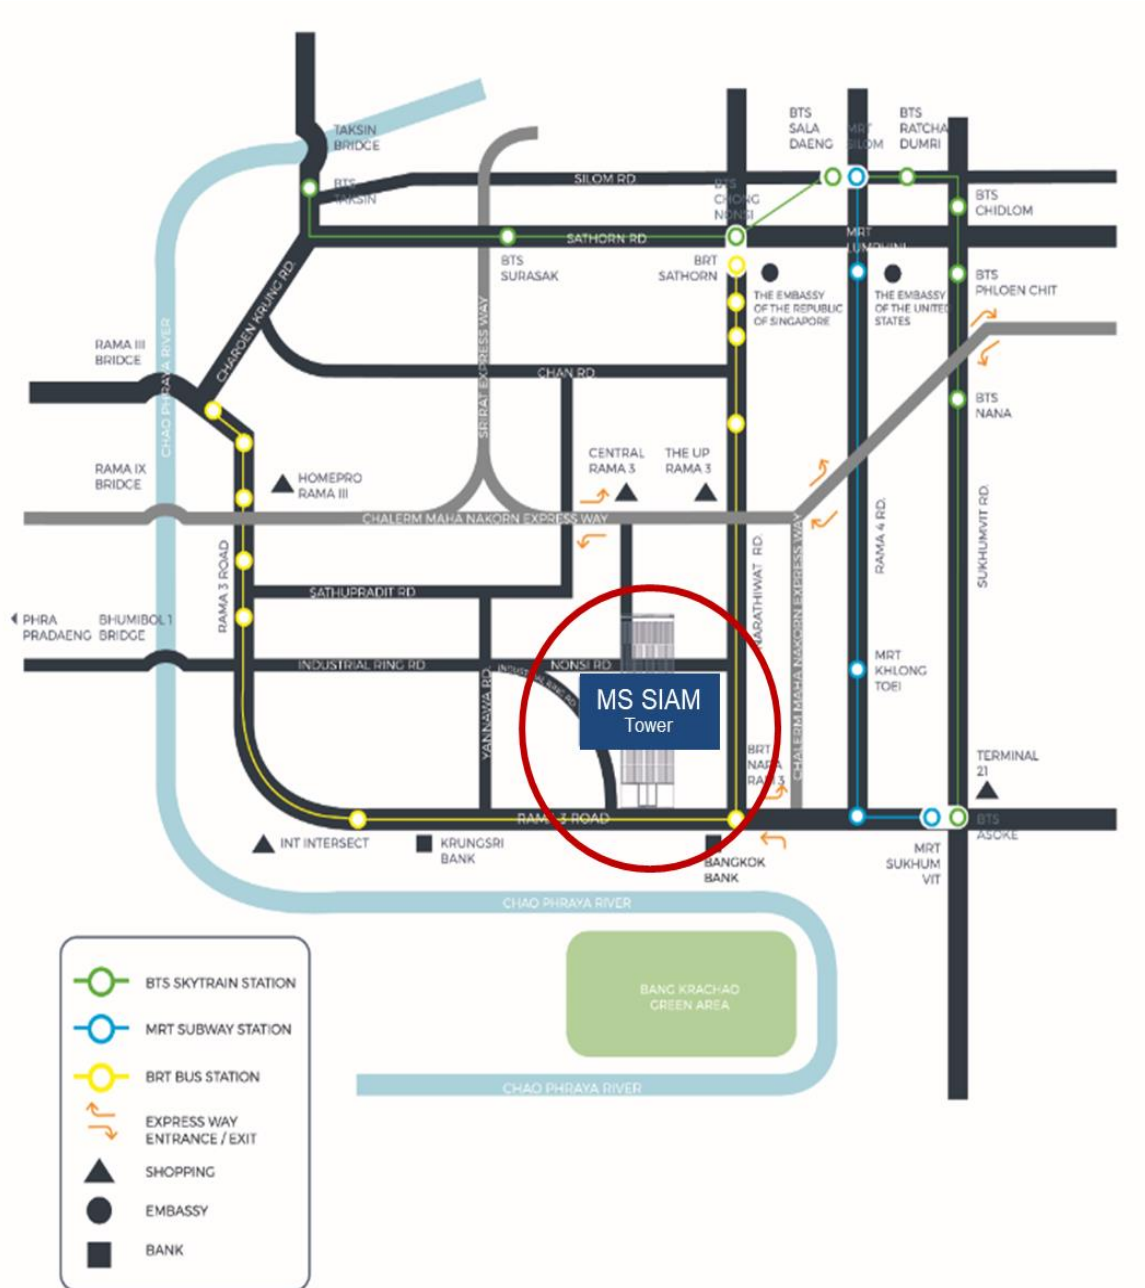 TAKSIN
BRIDGE
BTS
TAKSIN
SILOM RD
BTS
SALA
DAENG
MRT
SILOM
BTS
RATCHA
DUMRI
BTS
CHONG
NONSI
BTS
CHIDLOM
SATHORN RD.
BTS
SURASAK
BRT
SATHORN
MRT
LUMPHINI
THE EMBASSY
OF THE REPUBLIC
OF SINGAPORE
THE EMBASSY
OF THE UNITED
STATES
BTS
PHLOEN CHIT
CHAROEN KRUNG RD.
CHAO PHRAYA RIVER
SRI RAT EXPRESS WAY
RAMA III
BRIDGE
CHAN RD.
BTS
NANA
RAMA IX
BRIDGE
HOMEPRO
RAMA III
CENTRAL
RAMA 3
THE UP
RAMA 3
CHALERM MAHA NAKORN EXPRESS WAY
RAMA 3 ROAD
NARATHIWAT RD.
CHALERM MAHA NAKORN EXPRESS WAY
RAMA 4 RD.
SUKHUMVIT RD.
SATHUPRADIT RD
PHRA
PRADAENG
BHUMIBOL 1
BRIDGE
INDUSTRIAL RING RD
NONSI RD.
INDUSTRIAL RING RD.
YANNAWA RD.
MS SIAM
Tower
MRT
KHLONG
TOEI
BRT
NARA
RAM 3
TERMINAL
21
RAMA 3 ROAD
INT INTERSECT
KRUNGSRI
BANK
BANGKOK
BANK
MRT
SUKHUM
VIT
BTS
ASOKE
CHAO PHRAYA RIVER
BANG KRACHAO
GREEN AREA
CHAO PHRAYA RIVER
BTS SKYTRAIN STATION
MRT SUBWAY STATION
BRT BUS STATION
EXPRESS WAY
ENTRANCE / EXIT
SHOPPING
EMBASSY
BANK